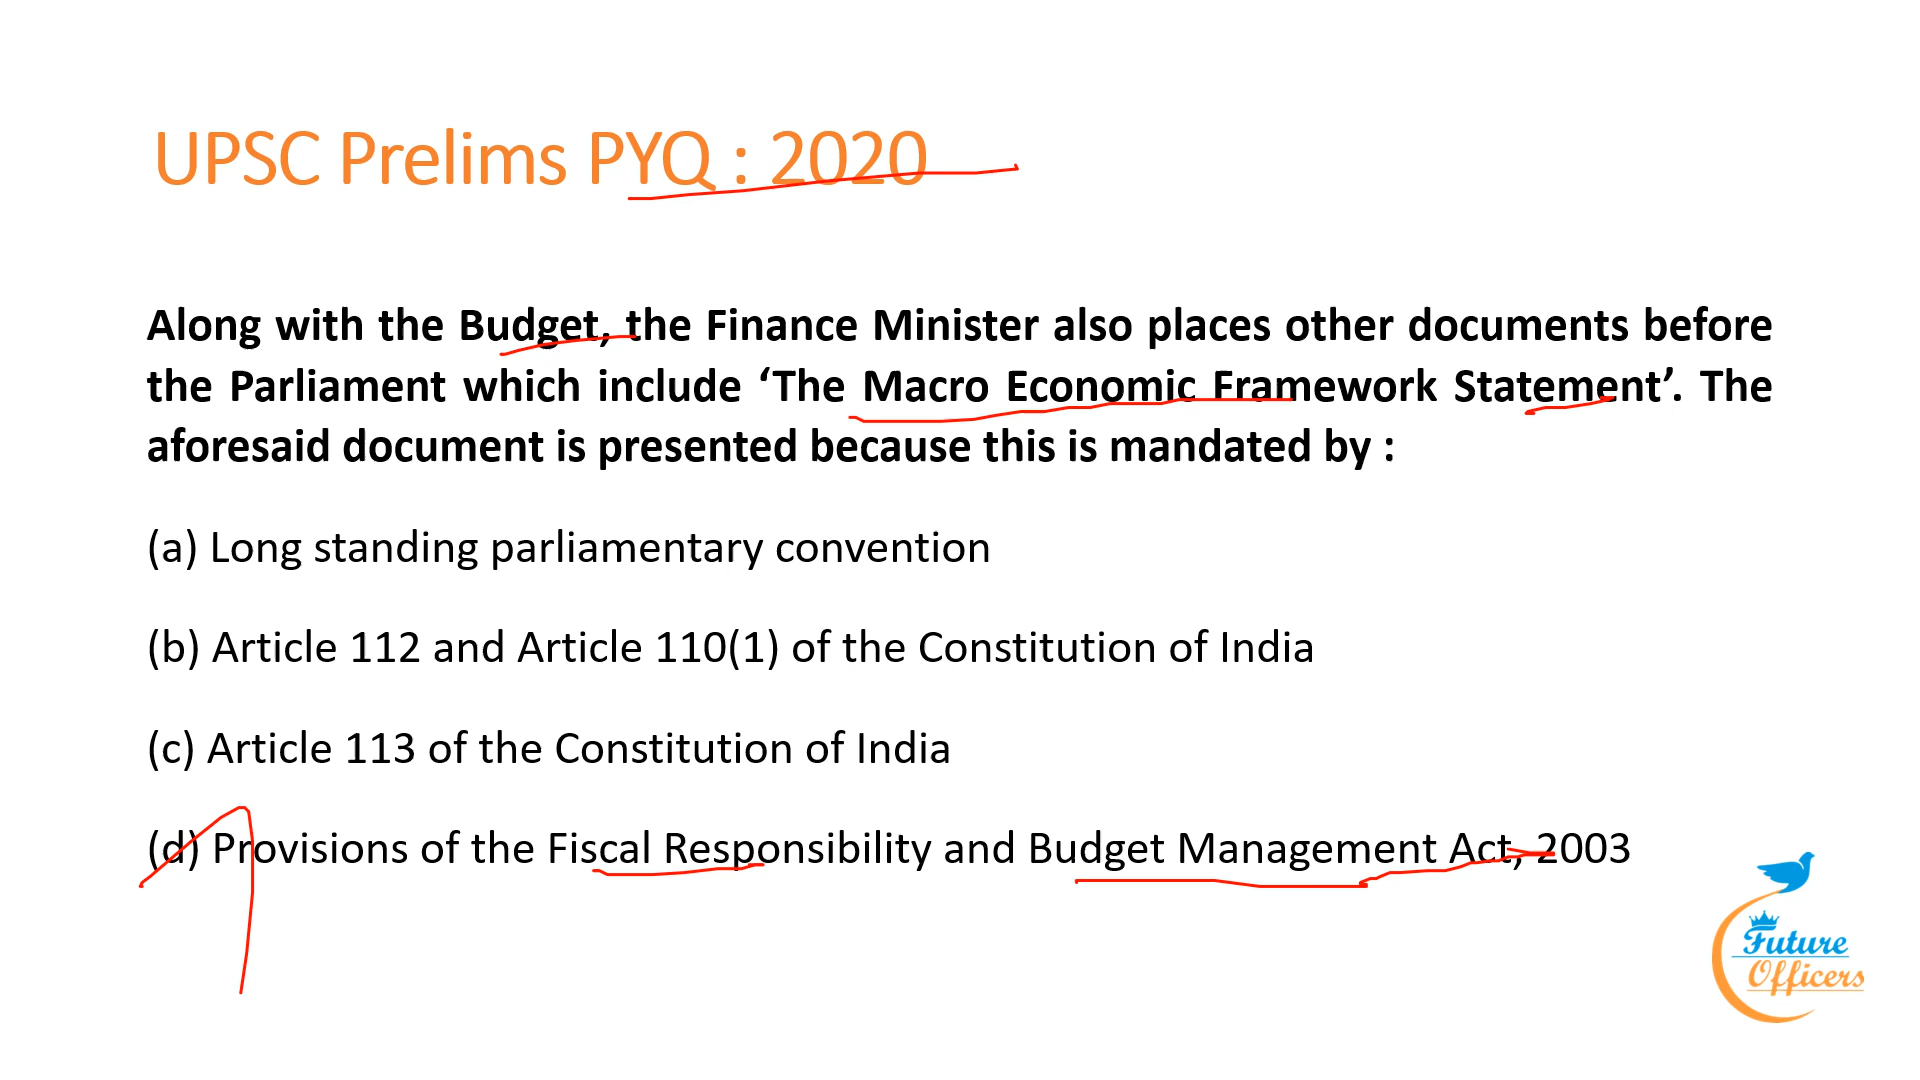 UPSC Prelims PYQ : 2020
Along with the Budget, the Finance Minister also places other documents before
the Parliament which include ‘The Macro Economic Framework Statement’. The
aforesaid document is presented because this is mandated by :
(a) Long standing parliamentary convention
(b) Article 112 and Article 110(1) of the Constitution of India
(c) Article 113 of the Constitution of India
(d) Provisions of the Fiscal Responsibility and Budget Management Act, 2003
Future
Officers